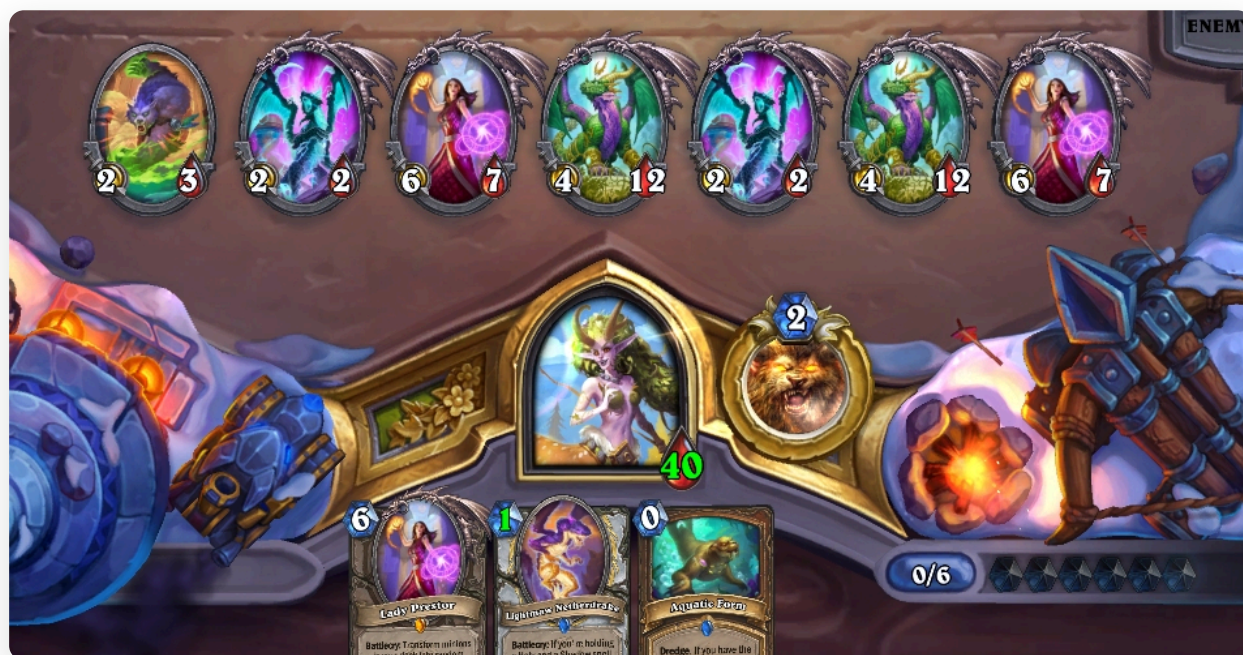 ENEMY
2 3 2 2 6 7 4 12 2 2 4 12 6 7
2
40
6 1 0
0/6
Lady Prestor
Lightmaw Netherdrake
Aquatic Form
Battlecry: Transform minions
Battlecry: If you're holding
Dredge. If you have the